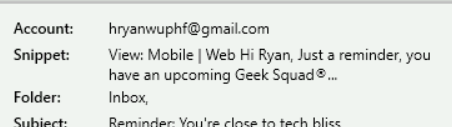 Account: hryanwuphf@gmail.com
Snippet: View: Mobile | Web Hi Ryan, Just a reminder, you
have an upcoming Geek Squad®...
Folder: Inbox,
Subject: Reminder: You're close to tech bliss